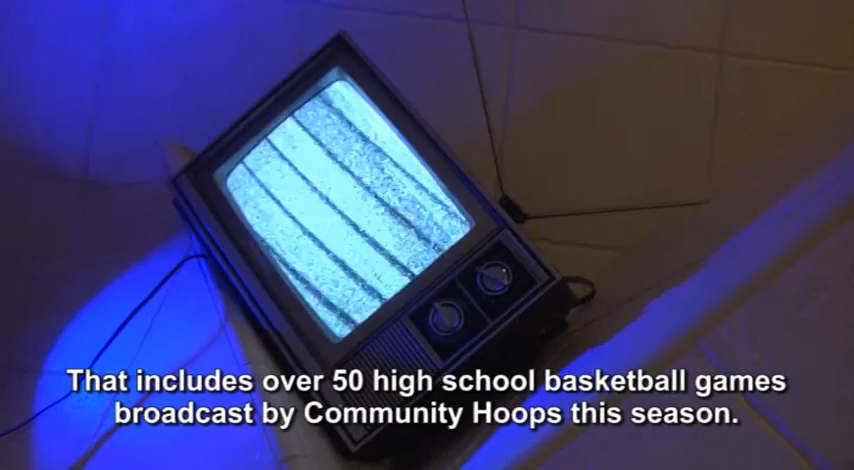 That includes over 50 high school basketball games
broadcast by Community Hoops this season.